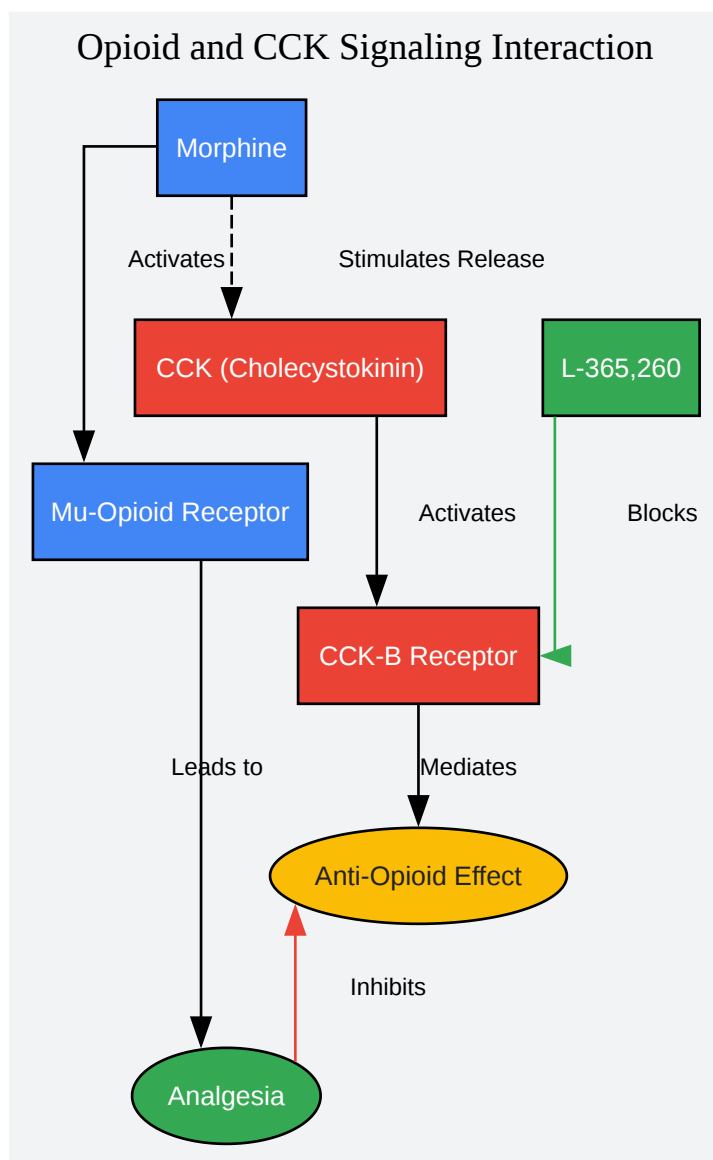 Opioid and CCK Signaling Interaction
Morphine
Activates
Stimulates Release
CCK (Cholecystokinin)
L-365,260
Mu-Opioid Receptor
Activates
Blocks
CCK-B Receptor
Leads to
Mediates
Anti-Opioid Effect
Inhibits
Analgesia